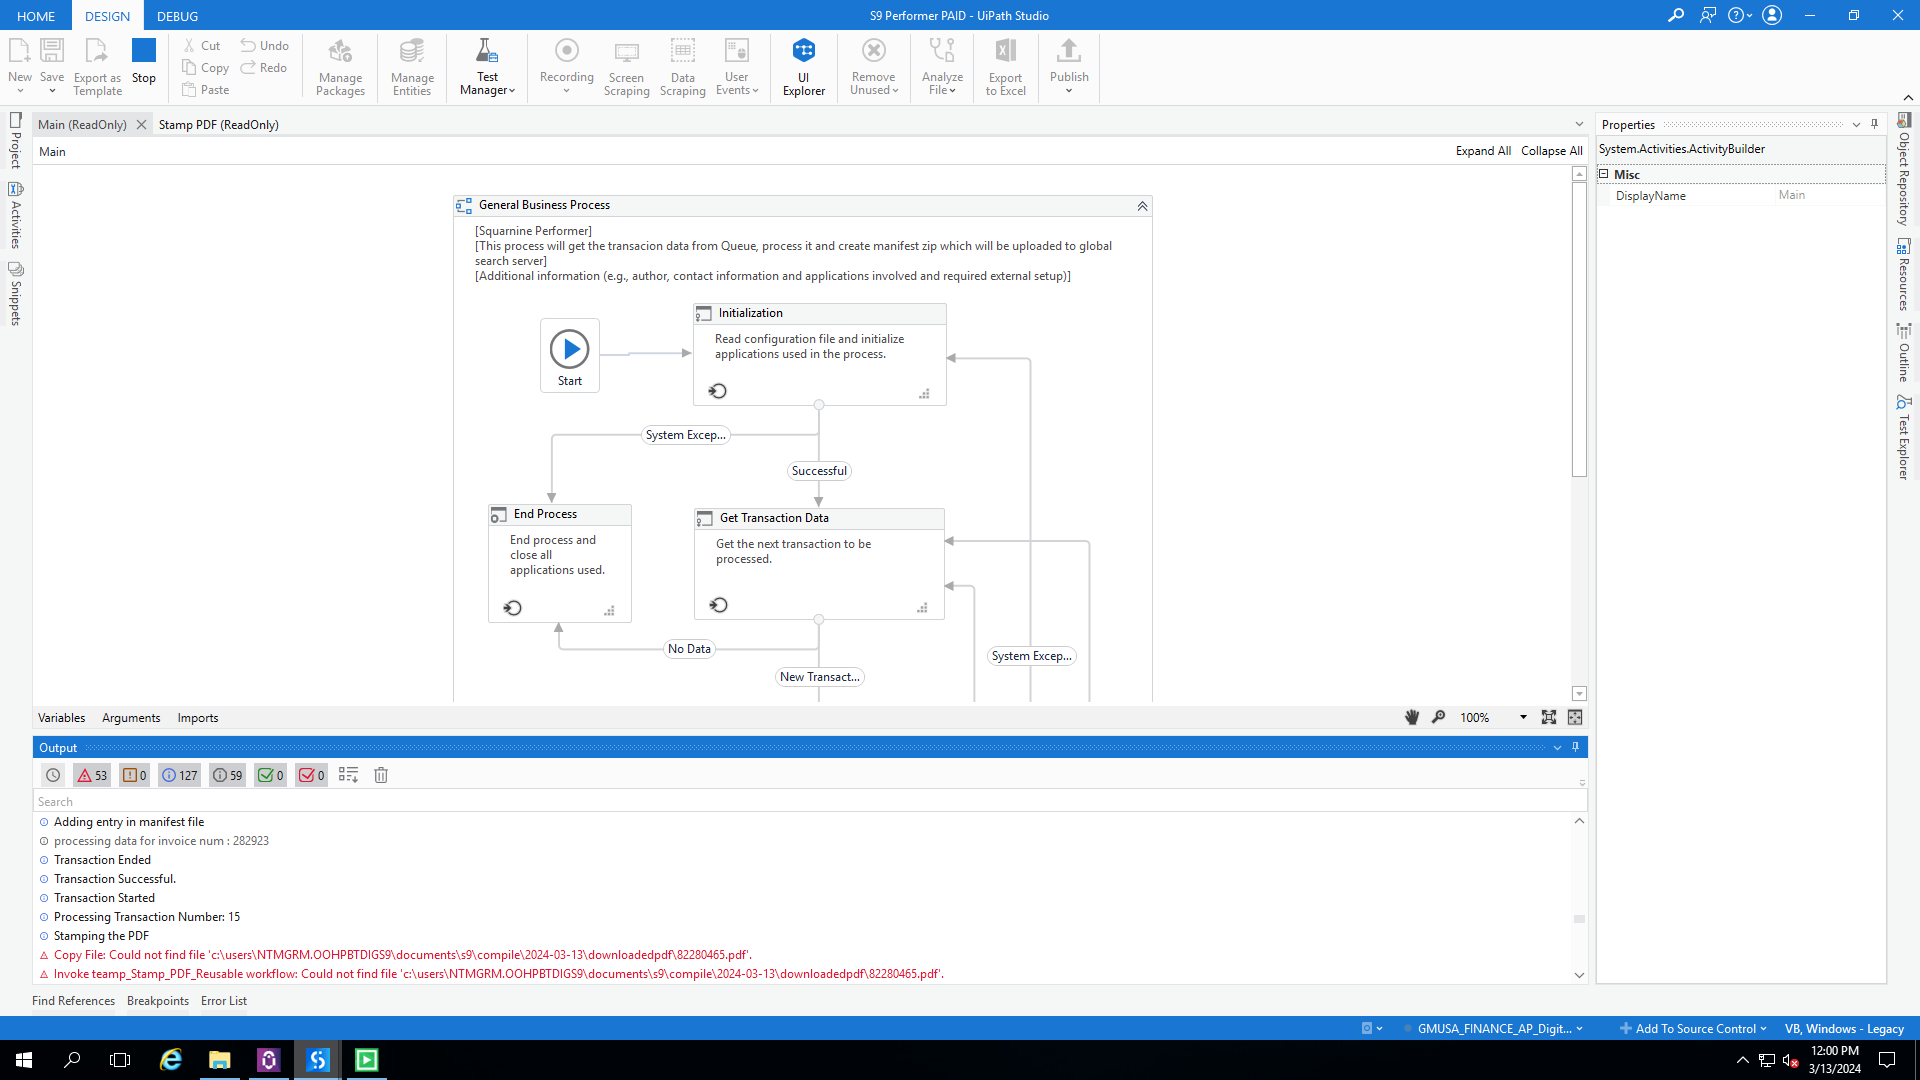 HOME
DESIGN
DEBUG
S9 Performer PAID - UiPath Studio
New
Save
Export as
Template
Stop
Cut
Copy
Paste
Undo
Redo
Manage
Packages
Manage
Entities
Test
Manager
Recording
Screen
Scraping
Data
Scraping
User
Events
UI
Explorer
Remove
Unused
Analyze
File
Export
to Excel
Publish
Project
Activities
Snippets
Main (ReadOnly)
Stamp PDF (ReadOnly)
Main
Expand All
Collapse All
General Business Process
[Squarnine Performer]
[This process will get the transacion data from Queue, process it and create manifest zip which will be uploaded to global
search server]
[Additional information (e.g., author, contact information and applications involved and required external setup)]
Start
Initialization
Read configuration file and initialize
applications used in the process.
System Excep...
Successful
End Process
End process and
close all
applications used.
Get Transaction Data
Get the next transaction to be
processed.
No Data
New Transact...
System Excep...
Properties
System.Activities.ActivityBuilder
Misc
DisplayName
Main
Object Repository
Resources
Outline
Test Explorer
Variables
Arguments
Imports
100%
Output
53
0
127
59
0
0
Search
Adding entry in manifest file
processing data for invoice num : 282923
Transaction Ended
Transaction Successful.
Transaction Started
Processing Transaction Number: 15
Stamping the PDF
Copy File: Could not find file 'c:\users\NTMGRM.OOHPBTDIGS9\documents\s9\compile\2024-03-13\downloadedpdf\82280465.pdf'.
Invoke teamp_Stamp_PDF_Reusable workflow: Could not find file 'c:\users\NTMGRM.OOHPBTDIGS9\documents\s9\compile\2024-03-13\downloadedpdf\82280465.pdf'.
Find References
Breakpoints
Error List
GMUSA_FINANCE_AP_Digit...
Add To Source Control
VB, Windows - Legacy
12:00 PM
3/13/2024